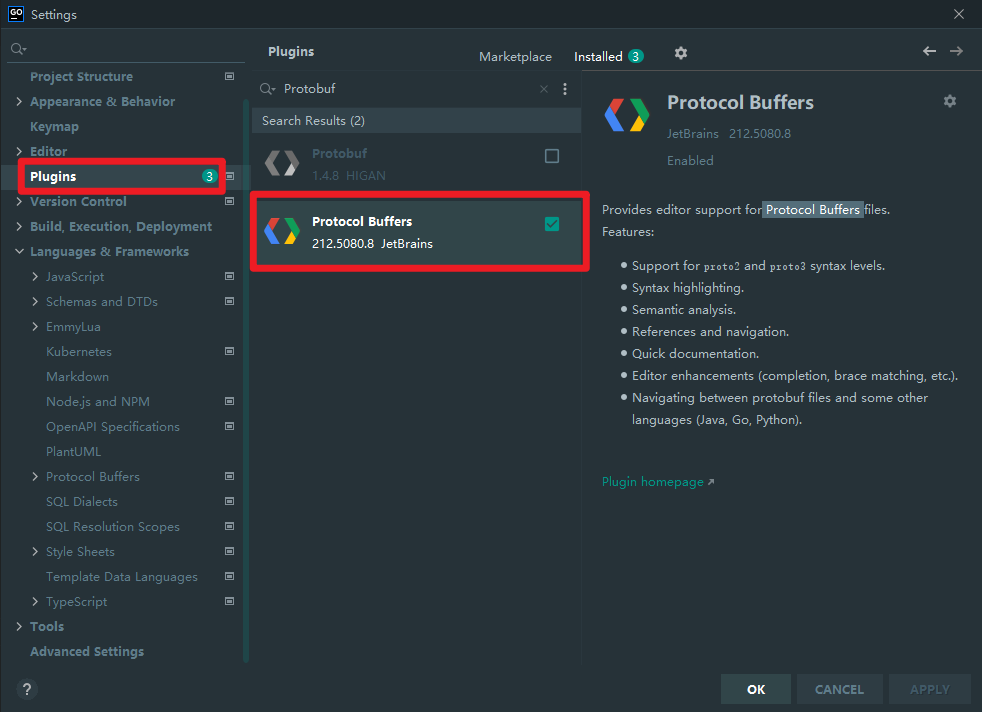 GO
Settings
Project Structure
Appearance & Behavior
Keymap
Editor
Plugins 3
Version Control
Build, Execution, Deployment
Languages & Frameworks
JavaScript
Schemas and DTDs
EmmyLua
Kubernetes
Markdown
Node.js and NPM
OpenAPI Specifications
PlantUML
Protocol Buffers
SQL Dialects
SQL Resolution Scopes
Style Sheets
Template Data Languages
TypeScript
Tools
Advanced Settings
?
Plugins
Marketplace
Installed 3
Protobuf
Search Results (2)
Protobuf
1.4.8 HIGAN
Protocol Buffers
212.5080.8 JetBrains
Protocol Buffers
JetBrains 212.5080.8
Enabled
Provides editor support for Protocol Buffers files.
Features:
• Support for proto2 and proto3 syntax levels.
• Syntax highlighting.
• Semantic analysis.
• References and navigation.
• Quick documentation.
• Editor enhancements (completion, brace matching, etc.).
• Navigating between protobuf files and some other
languages (Java, Go, Python).
Plugin homepage
OK
CANCEL
APPLY